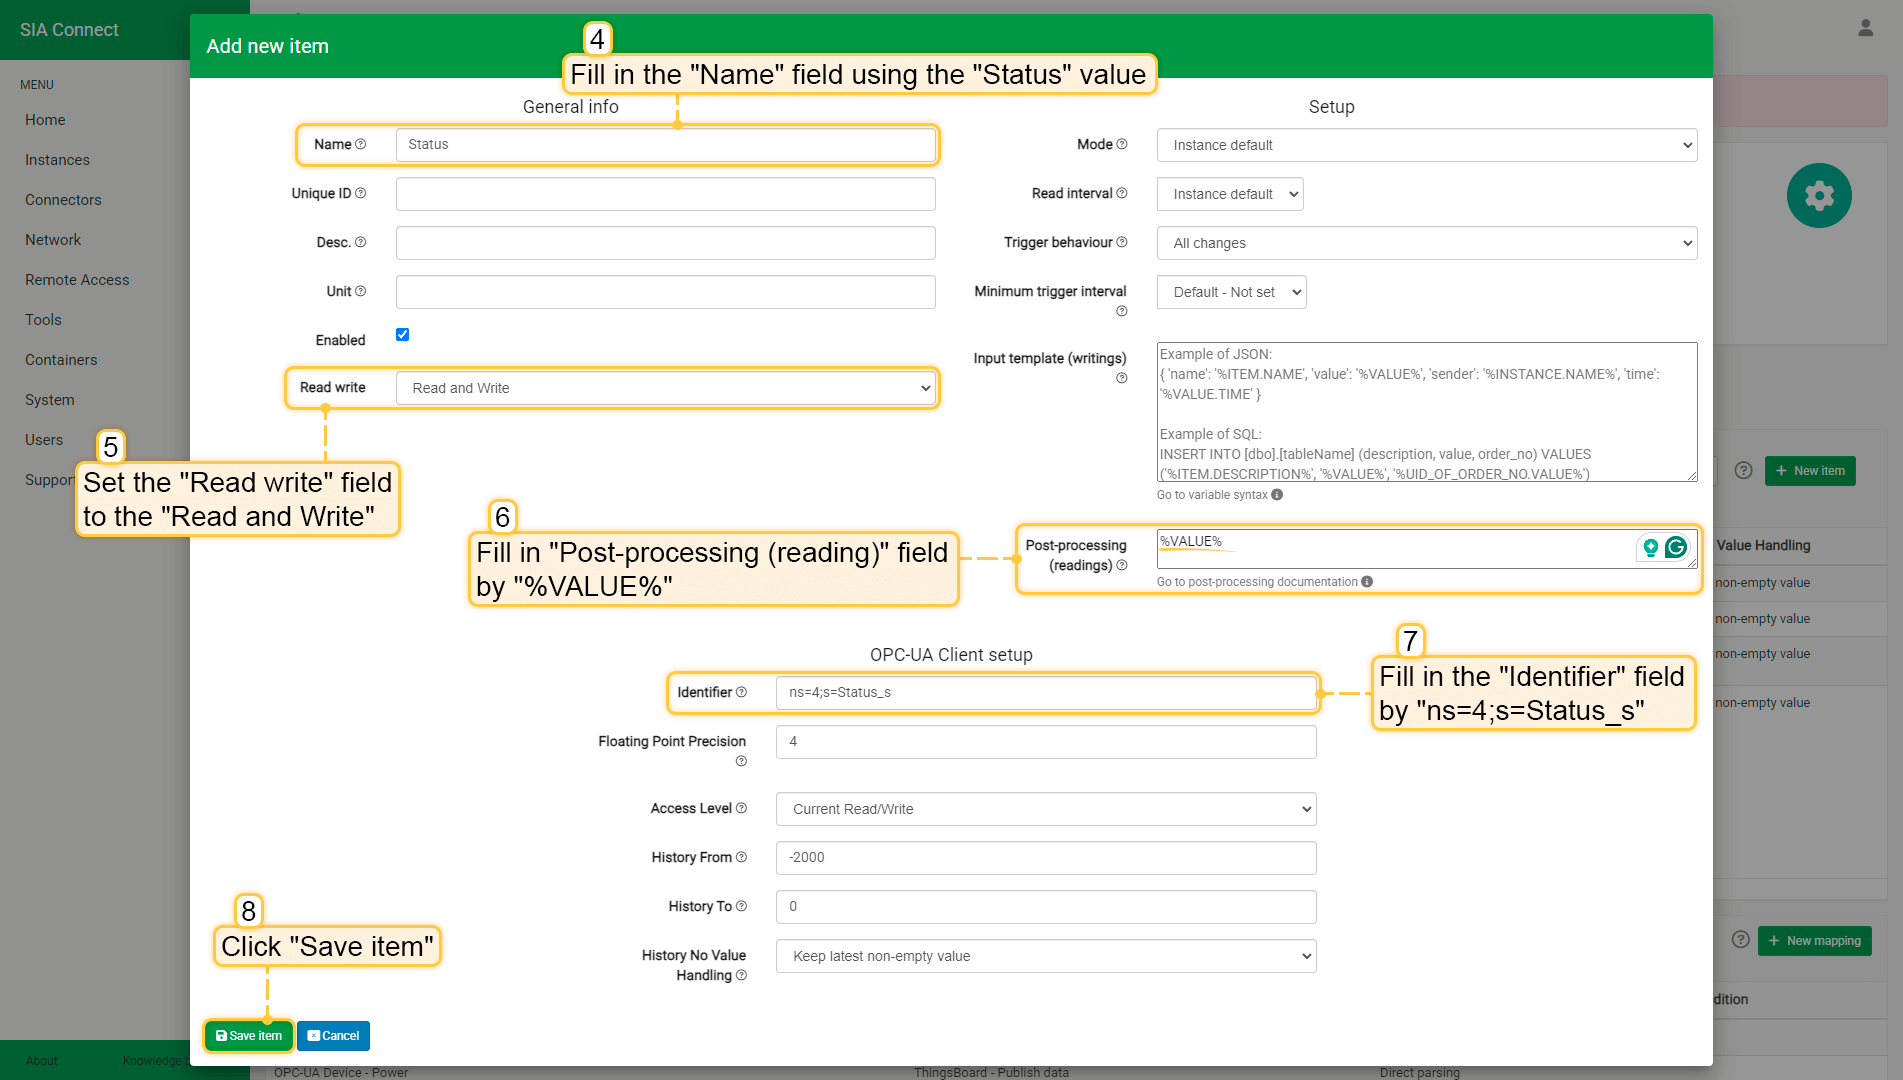 SIA Connect
MENU
Home
Instances
Connectors
Network
Remote Access
Tools
Containers
System
Users
Support
About
Knowledge
Add new item
4
Fill in the "Name" field using the "Status" value
General info
Name
Status
Unique ID
Desc.
Unit
Enabled
Read write
Read and Write
5
Set the "Read write" field
to the "Read and Write"
Setup
Mode
Instance default
Read interval
Instance default
Trigger behaviour
All changes
Minimum trigger interval
Default - Not set
Input template (writings)
Example of JSON:
{ 'name': '%ITEM.NAME', 'value': '%VALUE%', 'sender': '%INSTANCE.NAME%', 'time':
'%VALUE.TIME' }
Example of SQL:
INSERT INTO [dbo].[tableName] (description, value, order_no) VALUES
('%ITEM.DESCRIPTION%', '%VALUE%', '%UID_OF_ORDER_NO.VALUE%')
Go to variable syntax
6
Fill in "Post-processing (reading)" field
by "%VALUE%"
Post-processing
(readings)
%VALUE%
Go to post-processing documentation
OPC-UA Client setup
Identifier
ns=4;s=Status_s
7
Fill in the "Identifier" field
by "ns=4;s=Status_s"
Floating Point Precision
4
Access Level
Current Read/Write
History From
-2000
History To
0
History No Value
Handling
Keep latest non-empty value
8
Click "Save item"
Save item
Cancel
+ New item
Value Handling
non-empty value
non-empty value
non-empty value
non-empty value
+ New mapping
dition
OPC-UA Device - Power
ThingsBoard - Publish data
Direct parsing